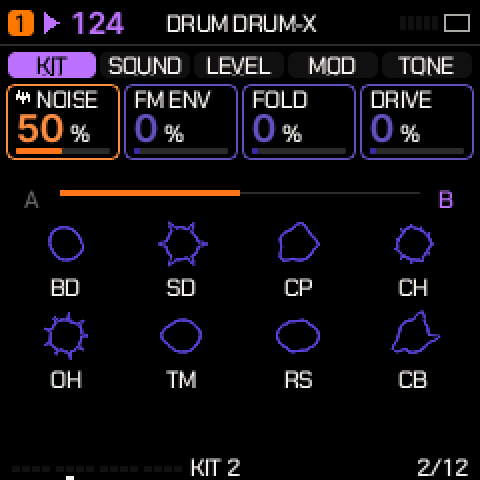 1 124 DRUM DRUM-X
KIT SOUND LEVEL MOD TONE
NOISE FM ENV FOLD DRIVE
50 % 0 % 0 % 0 %
A B
BD SD CP CH
OH TM RS CB
KIT 2 2/12